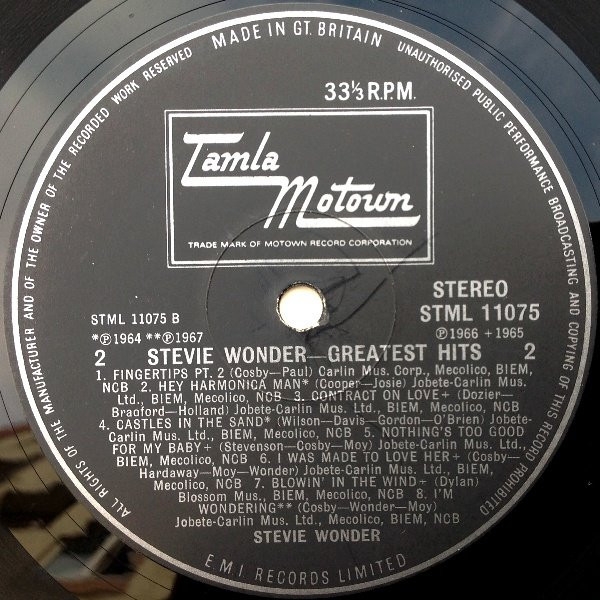 MADE IN GT. BRITAIN
UNAUTHORISED PUBLIC PERFORMANCE BROADCASTING AND COPYING OF THIS RECORD PROHIBITED
ALL RIGHTS OF THE MANUFACTURER AND OF THE OWNER OF THE RECORDED WORK RESERVED
33⅓ R.P.M.
Tamla
Motown
TRADE MARK OF MOTOWN RECORD CORPORATION
STEREO
STML 11075 B
STML 11075
*℗1964 **℗1967
℗1966 + 1965
2 STEVIE WONDER—GREATEST HITS 2
1. FINGERTIPS PT. 2 (Cosby—Paul) Carlin Mus. Corp., Mecolico, BIEM,
NCB 2. HEY HARMONICA MAN* (Cooper—Josie) Jobete-Carlin Mus.
Ltd., BIEM, Mecolico, NCB 3. CONTRACT ON LOVE+ (Dozier—
Braoford—Holland) Jobete-Carlin Mus. Ltd., BIEM, Mecolico, NCB
4. CASTLES IN THE SAND* (Wilson—Davis—Gordon—O'Brien) Jobete-
Carlin Mus. Ltd., BIEM, Mecolico, NCB 5. NOTHING'S TOO GOOD
FOR MY BABY+ (Stevenson—Cosby—Moy) Jobete-Carlin Mus. Ltd.,
BIEM, Mecolico, NCB 6. I WAS MADE TO LOVE HER+ (Cosby—
Hardaway—Moy—Wonder) Jobete-Carlin Mus. Ltd., BIEM,
Mecolico, NCB 7. BLOWIN' IN THE WIND+ (Dylan)
Blossom Mus., BIEM, Mecolico, NCB 8. I'M
WONDERING** (Cosby—Wonder—Moy)
Jobete-Carlin Mus. Ltd., Mecolico, BIEM, NCB
STEVIE WONDER
E.M.I RECORDS LIMITED